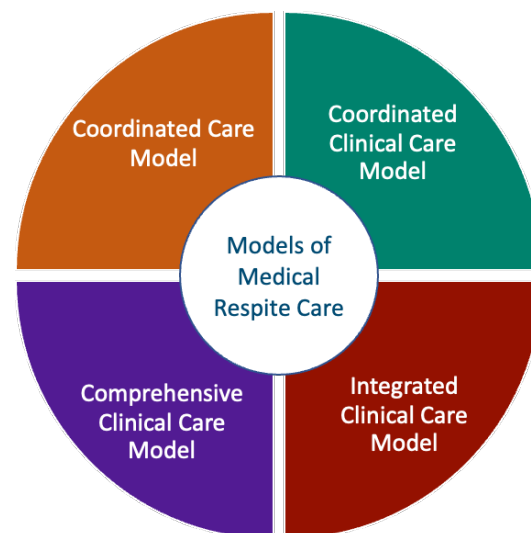 Coordinated Care
Model
Coordinated
Clinical Care
Model
Models of
Medical
Respite Care
Comprehensive
Clinical Care
Model
Integrated
Clinical Care
Model